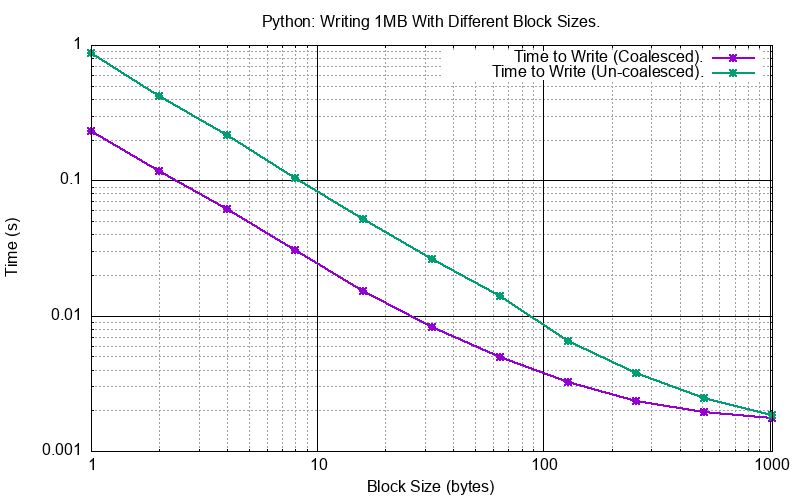 Python: Writing 1MB With Different Block Sizes.
1
Time to Write (Coalesced).
Time to Write (Un-coalesced).
0.1
Time (s)
0.01
0.001
1 10 100 1000
Block Size (bytes)